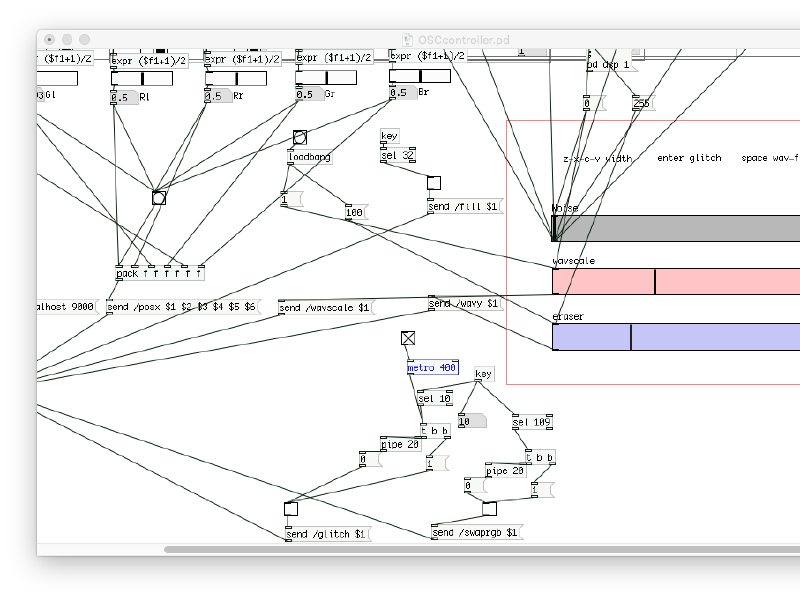 OSCcontroller.pd
($f1+1)/2
expr ($f1+1)/2
expr ($f1+1)/2
expr ($f1+1)/2
expr ($f1+1)/2
1
pd dsp 1
Gl
0.5 Rl
Rr
0.5 Gr
0.5 Br
0
255
key
sel 32
loadbang
z-x-c-v width
enter glitch
space wav-f
1
100
send /fill $1
Noise
wavscale
pack f f f f f f
alhost 9000
send /posx $1 $2 $3 $4 $5 $6
send /wavscale $1
send /wavy $1
eraser
metro 400
key
sel 10
10
sel 109
t b b
pipe 20
t b b
0
1
pipe 20
0
1
send /glitch $1
send /swaprgb $1